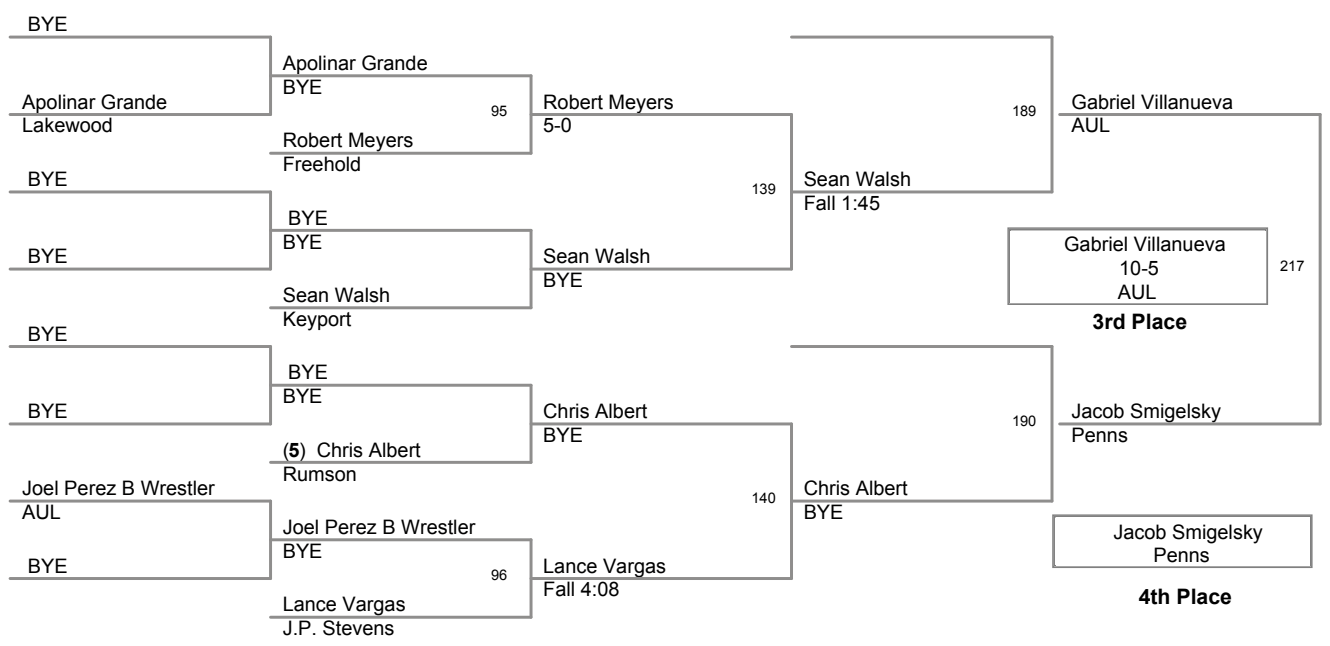 BYE
Apolinar Grande
BYE
Apolinar Grande
Lakewood
95
Robert Meyers
5-0
189
Gabriel Villanueva
AUL
Robert Meyers
Freehold
BYE
139
Sean Walsh
Fall 1:45
BYE
BYE
BYE
Sean Walsh
BYE
Gabriel Villanueva
10-5
AUL
217
3rd Place
Sean Walsh
Keyport
BYE
BYE
BYE
BYE
Chris Albert
BYE
190
Jacob Smigelsky
Penns
(5) Chris Albert
Rumson
Joel Perez B Wrestler
AUL
140
Chris Albert
BYE
Joel Perez B Wrestler
BYE
Jacob Smigelsky
Penns
BYE
96
Lance Vargas
Fall 4:08
4th Place
Lance Vargas
J.P. Stevens